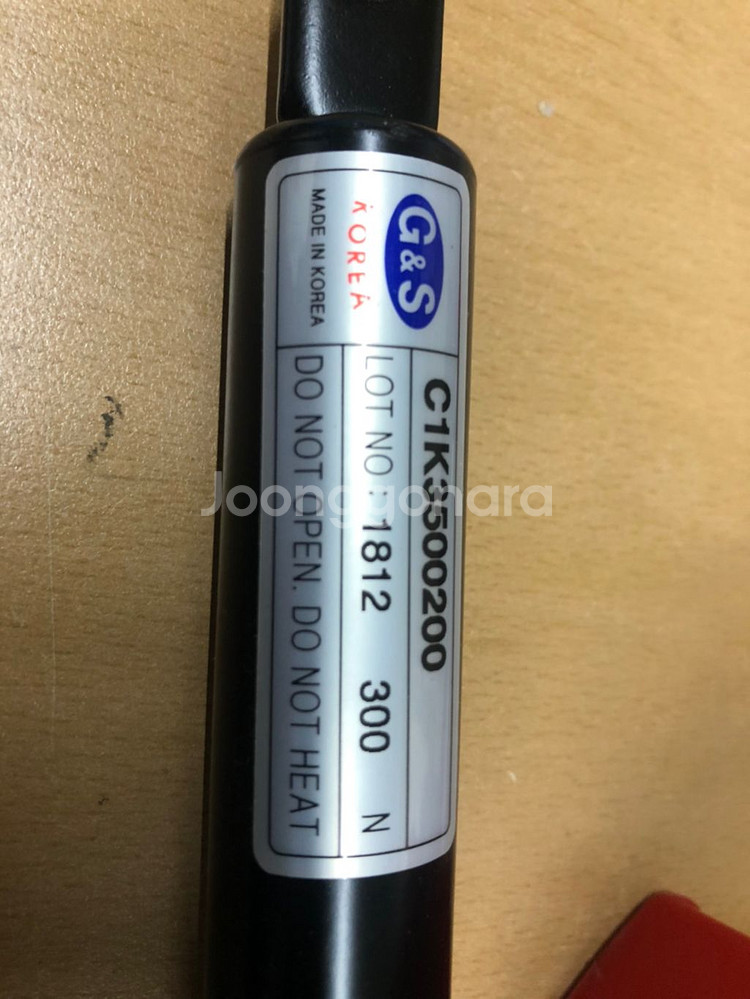 G&S
KOREA
MADE IN KOREA
C1K3500200
LOT NO : 1812 300 N
DO NOT OPEN. DO NOT HEAT
Joonggonara